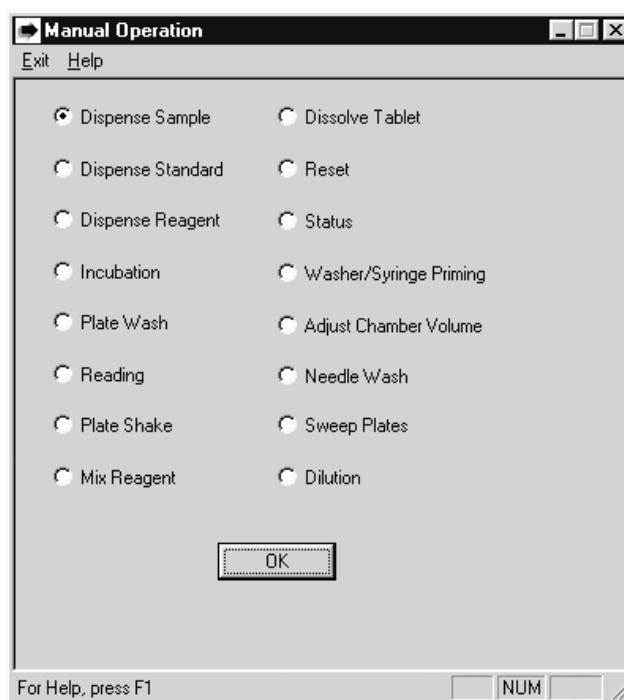 Manual Operation
Exit Help
Dispense Sample
Dispense Standard
Dispense Reagent
Incubation
Plate Wash
Reading
Plate Shake
Mix Reagent
Dissolve Tablet
Reset
Status
Washer/Syringe Priming
Adjust Chamber Volume
Needle Wash
Sweep Plates
Dilution
OK
For Help, press F1
NUM